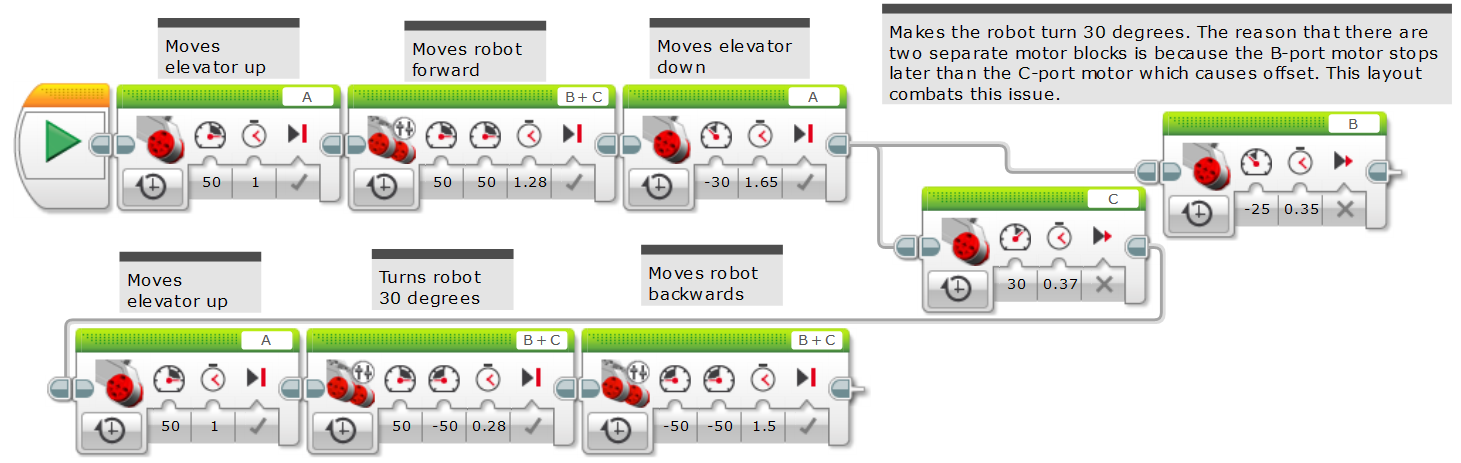 Moves
elevator up
Moves robot
forward
Moves elevator
down
Makes the robot turn 30 degrees. The reason that there are
two separate motor blocks is because the B-port motor stops
later than the C-port motor which causes offset. This layout
combats this issue.
A
50 1
B + C
50 50 1.28
A
-30 1.65
B
-25 0.35
C
30 0.37
Moves
elevator up
Turns robot
30 degrees
Moves robot
backwards
A
50 1
B + C
50 -50 0.28
B + C
-50 -50 1.5